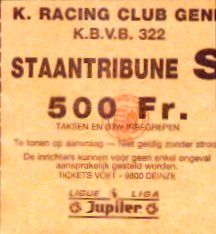 K. RACING CLUB GEN
K.B.V.B. 322
STAANTRIBUNE S
500 Fr.
TAKSEN EN BTW INBEGREPEN
Te tonen op aanvraag — Niet geldig zonder stroo
De inrichters kunnen voor geen enkel ongeval
aansprakelijk gesteld worden.
TICKETS VOET - 9800 DEINZE
LIGUE LIGA
Jupiler